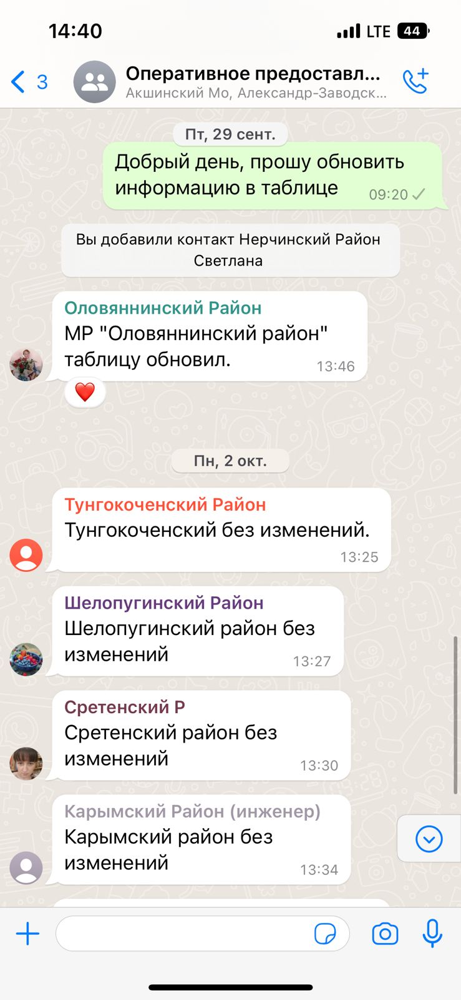 14:40
LTE 44
3
Оперативное предоставл...
Акшинский Мо, Александр-Заводск...
Пт, 29 сент.
Добрый день, прошу обновить
информацию в таблице
09:20
Вы добавили контакт Нерчинский Район
Светлана
Оловяннинский Район
МР "Оловяннинский район"
таблицу обновил.
13:46
Пн, 2 окт.
Тунгокоченский Район
Тунгокоченский без изменений.
13:25
Шелопугинский Район
Шелопугинский район без
изменений
13:27
Сретенский Р
Сретенский район без
изменений
13:30
Карымский Район (инженер)
Карымский район без
изменений
13:34